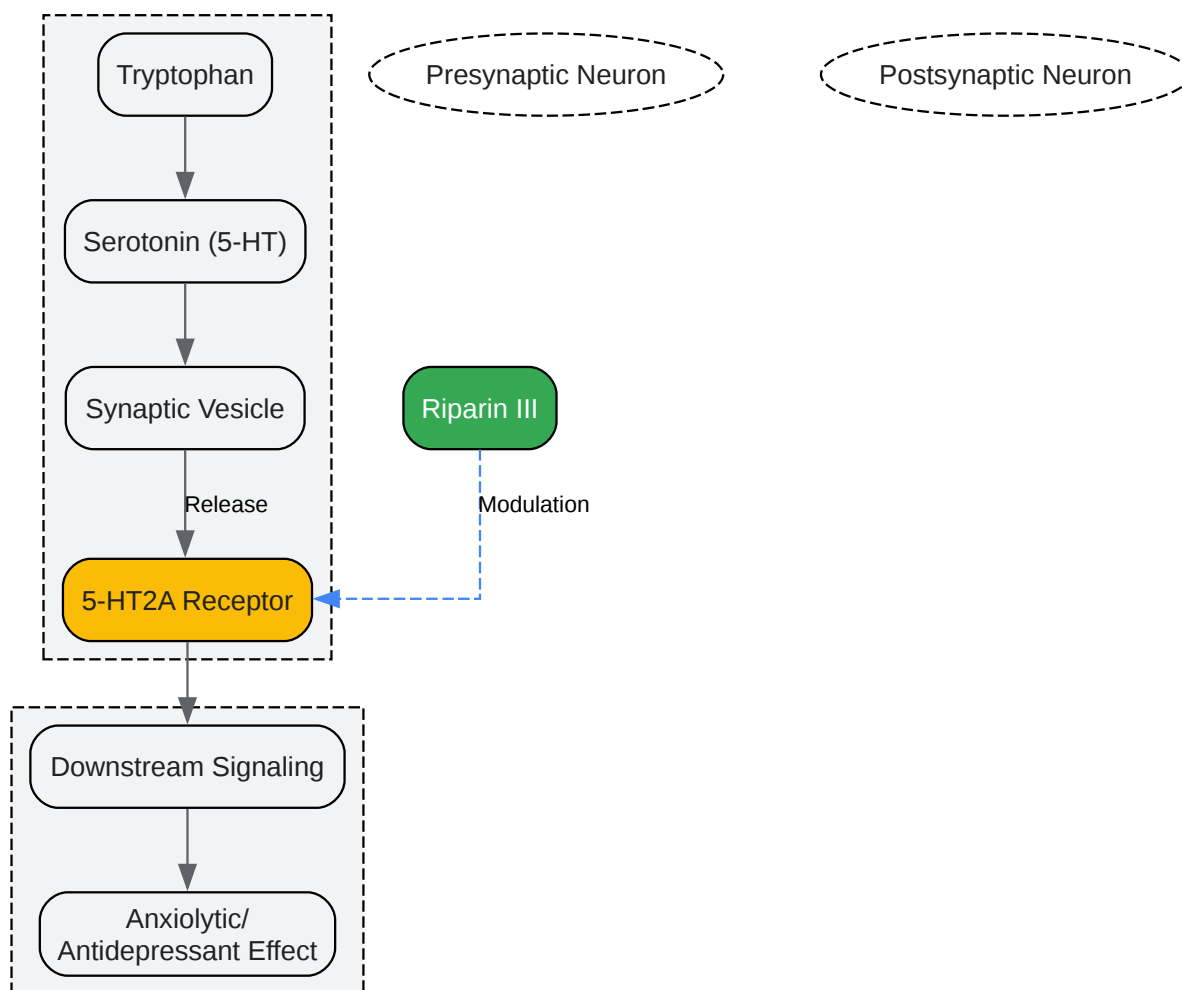 Tryptophan
Presynaptic Neuron
Postsynaptic Neuron
Serotonin (5-HT)
Synaptic Vesicle
Riparin III
Release
Modulation
5-HT2A Receptor
Downstream Signaling
Anxiolytic/
Antidepressant Effect